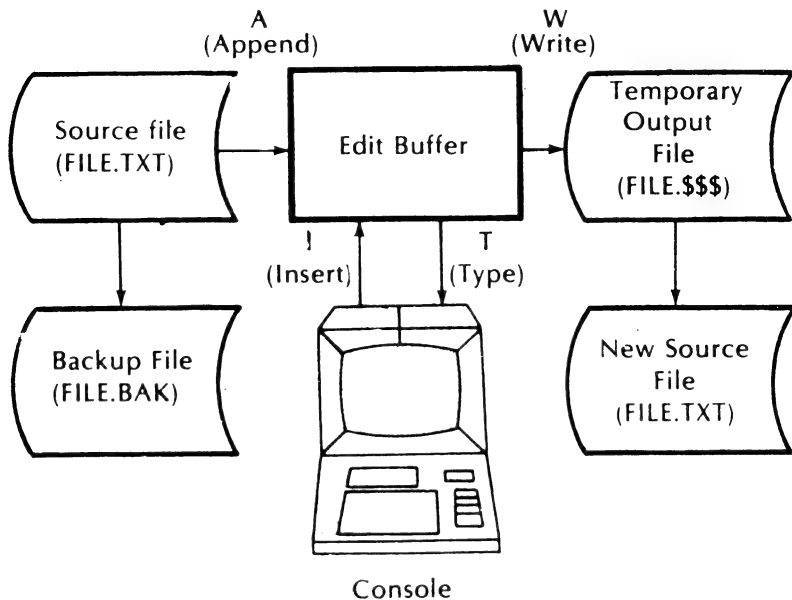 A
(Append)
W
(Write)
Source file
(FILE.TXT)
Edit Buffer
Temporary
Output
File
(FILE.$$$)
I
(Insert)
T
(Type)
Backup File
(FILE.BAK)
New Source
File
(FILE.TXT)
Console